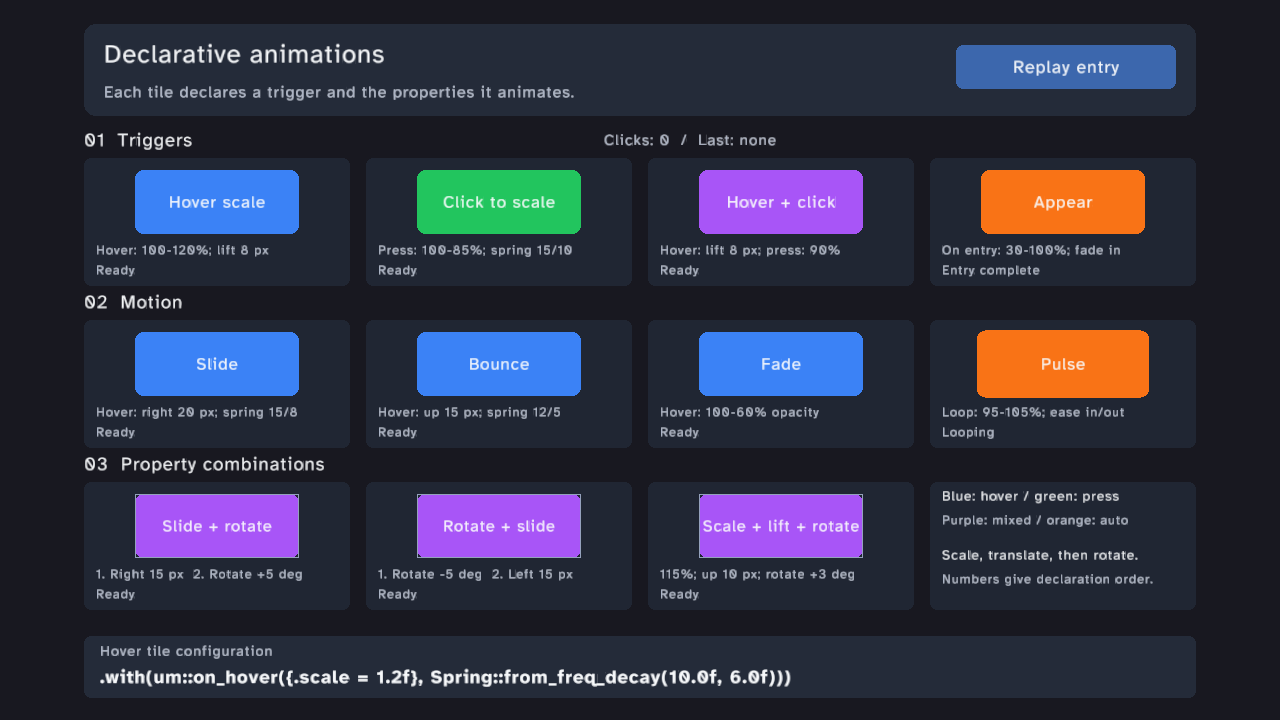 Declarative animations
Replay entry
Each tile declares a trigger and the properties it animates.
01 Triggers
Clicks: 0 / Last: none
Hover scale
Click to scale
Hover + click
Appear
Hover: 100-120%; lift 8 px
Ready
Press: 100-85%; spring 15/10
Ready
Hover: lift 8 px; press: 90%
Ready
On entry: 30-100%; fade in
Entry complete
02 Motion
Slide
Bounce
Fade
Pulse
Hover: right 20 px; spring 15/8
Ready
Hover: up 15 px; spring 12/5
Ready
Hover: 100-60% opacity
Ready
Loop: 95-105%; ease in/out
Looping
03 Property combinations
Slide + rotate
Rotate + slide
Scale + lift + rotate
1. Right 15 px 2. Rotate +5 deg
Ready
1. Rotate -5 deg 2. Left 15 px
Ready
115%; up 10 px; rotate +3 deg
Ready
Blue: hover / green: press
Purple: mixed / orange: auto
Scale, translate, then rotate.
Numbers give declaration order.
Hover tile configuration
.with(um::on_hover({.scale = 1.2f}, Spring::from_freq_decay(10.0f, 6.0f)))